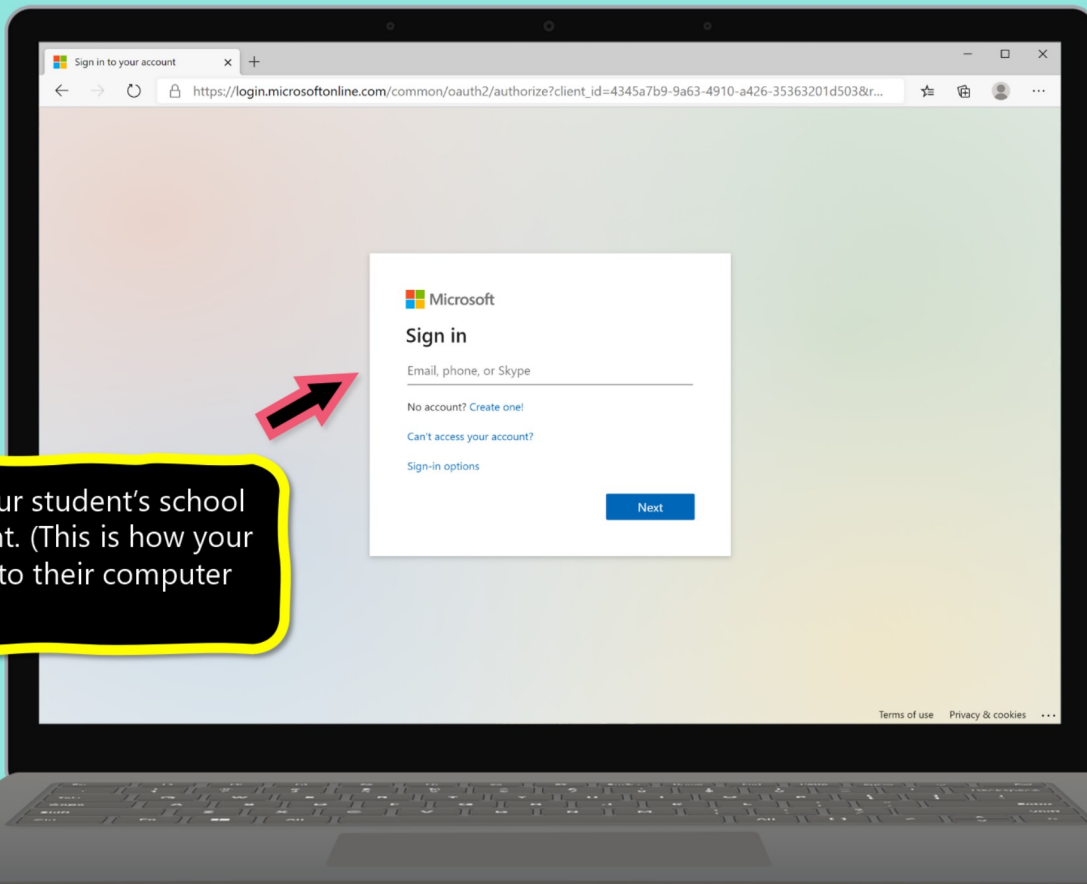 Sign in to your account
https://login.microsoftonline.com/common/oauth2/authorize?client_id=4345a7b9-9a63-4910-a426-35363201d503&r...
Microsoft
Sign in
Email, phone, or Skype
No account? Create one!
Can't access your account?
Sign-in options
Next
ur student's school
t. (This is how your
to their computer
Terms of use Privacy & cookies ...